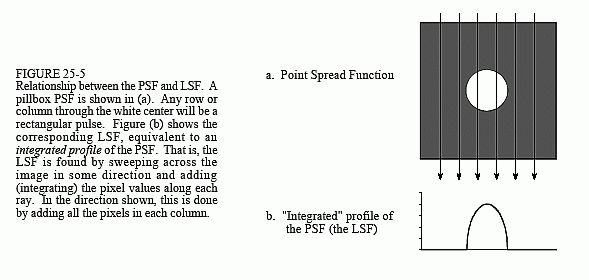 FIGURE 25-5
Relationship between the PSF and LSF. A
pillbox PSF is shown in (a). Any row or
column through the white center will be a
rectangular pulse. Figure (b) shows the
corresponding LSF, equivalent to an
integrated profile of the PSF. That is, the
LSF is found by sweeping across the
image in some direction and adding
(integrating) the pixel values along each
ray. In the direction shown, this is done
by adding all the pixels in each column.
a. Point Spread Function
b. "Integrated" profile of
the PSF (the LSF)